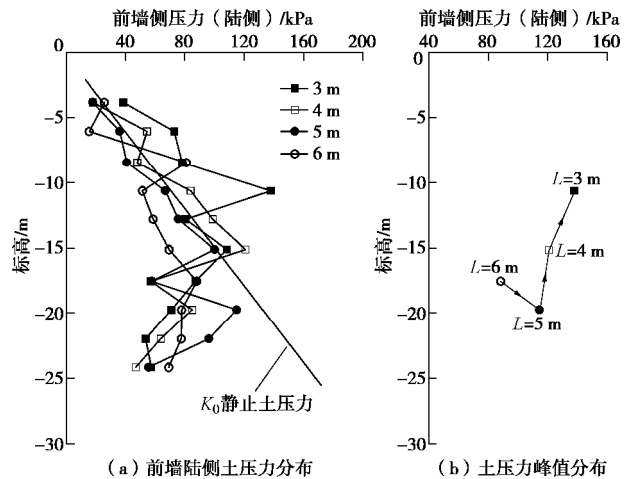 前墙侧压力（陆侧）/kPa
0 40 80 120 160 200
0
−5
−10
−15
−20
−25
−30
标高/m
3 m
4 m
5 m
6 m
K₀静止土压力
（a）前墙陆侧土压力分布
前墙侧压力（陆侧）/kPa
40 80 120 160
0
−5
−10
−15
−20
−25
−30
标高/m
L=3 m
L=4 m
L=6 m
L=5 m
（b）土压力峰值分布